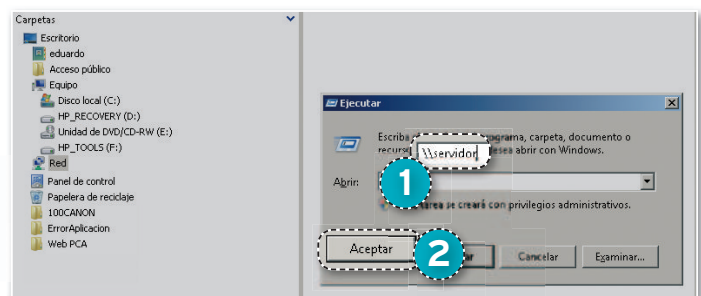 Carpetas
Escritorio
eduardo
Acceso público
Equipo
Disco local (C:)
HP_RECOVERY (D:)
Unidad de DVD/CD-RW (E:)
HP_TOOLS (F:)
Red
Panel de control
Papelera de reciclaje
100CANON
ErrorAplicacion
Web PCA
Ejecutar
Escriba programa, carpeta, documento o
recurs desea abrir con Windows.
\\servidor
Abrir:
1
tarea se creará con privilegios administrativos.
Aceptar
2
Cancelar
Examinar...